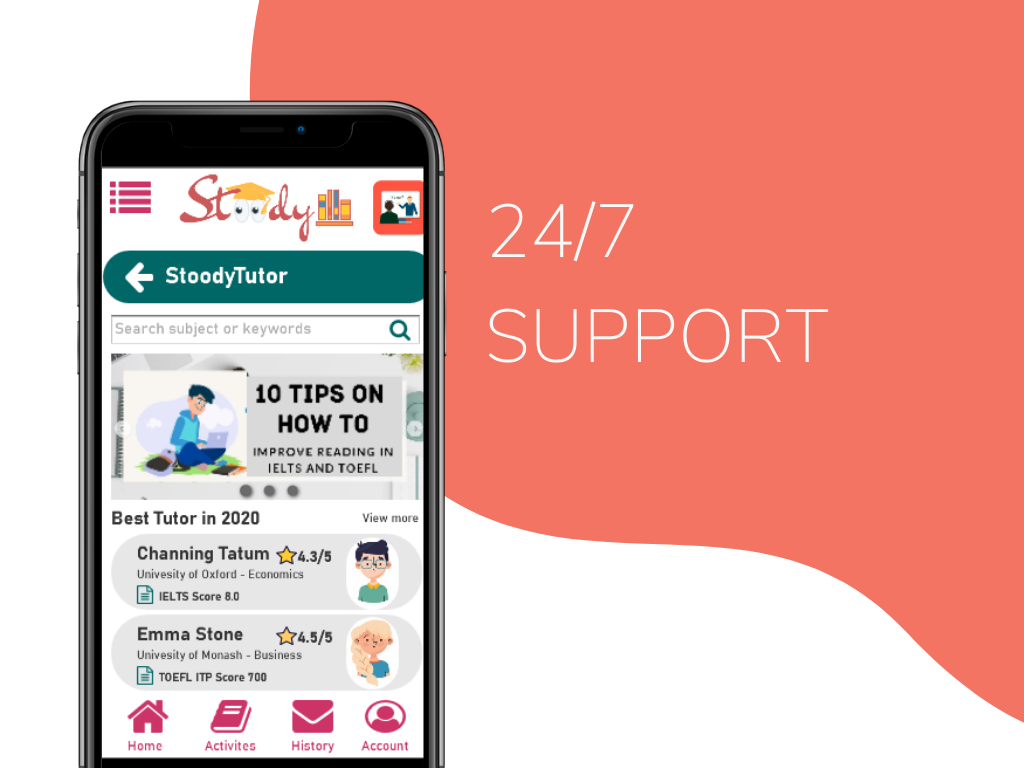 Stoody
StoodyTutor
Search subject or keywords
10 TIPS ON
HOW TO
IMPROVE READING IN
IELTS AND TOEFL
Best Tutor in 2020
View more
Channing Tatum
4.3/5
Univesity of Oxford - Economics
IELTS Score 8.0
Emma Stone
4.5/5
Univesity of Monash - Business
TOEFL ITP Score 700
Home
Activites
History
Account
24/7
SUPPORT